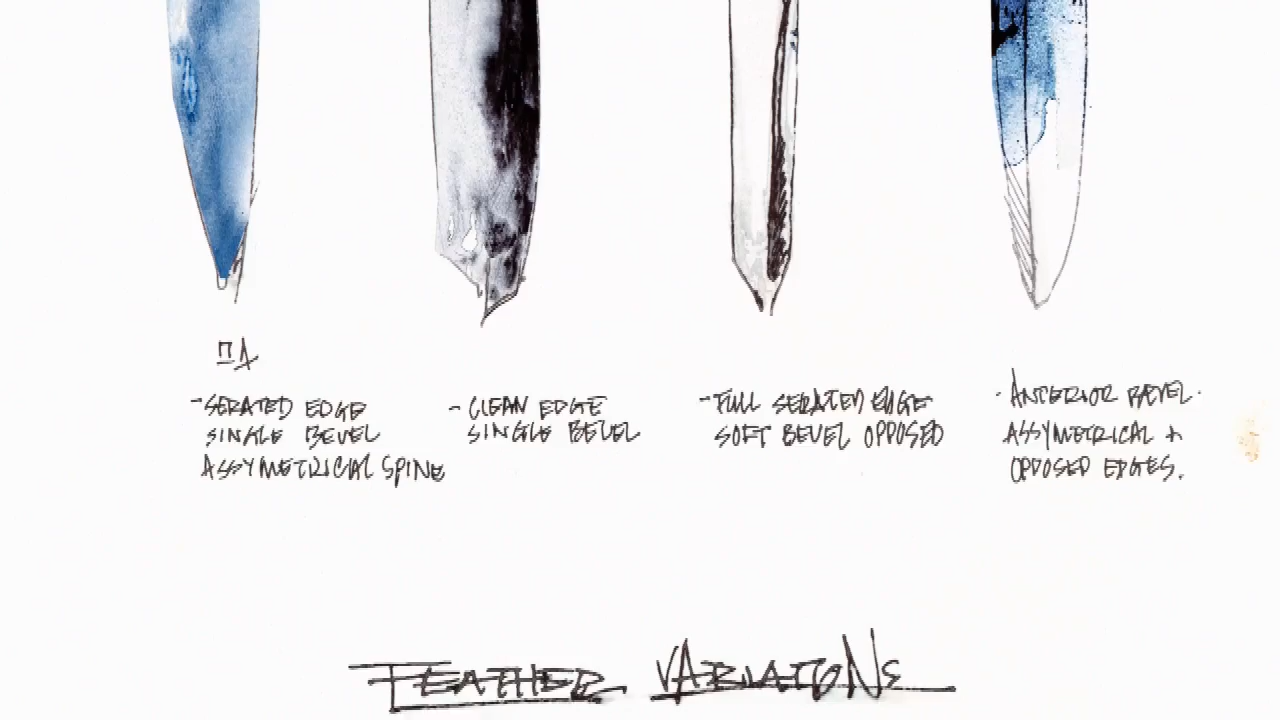 -SERATED EDGE
SINGLE BEVEL
ASSYMETRICAL SPINE
-CLEAN EDGE
SINGLE BEVEL
-FULL SERATED EDGE
SOFT BEVEL OPPOSED
·ANTERIOR BEVEL·
ASSYMETRICAL +
OPPOSED EDGES.
FEATHER VARIATIONS